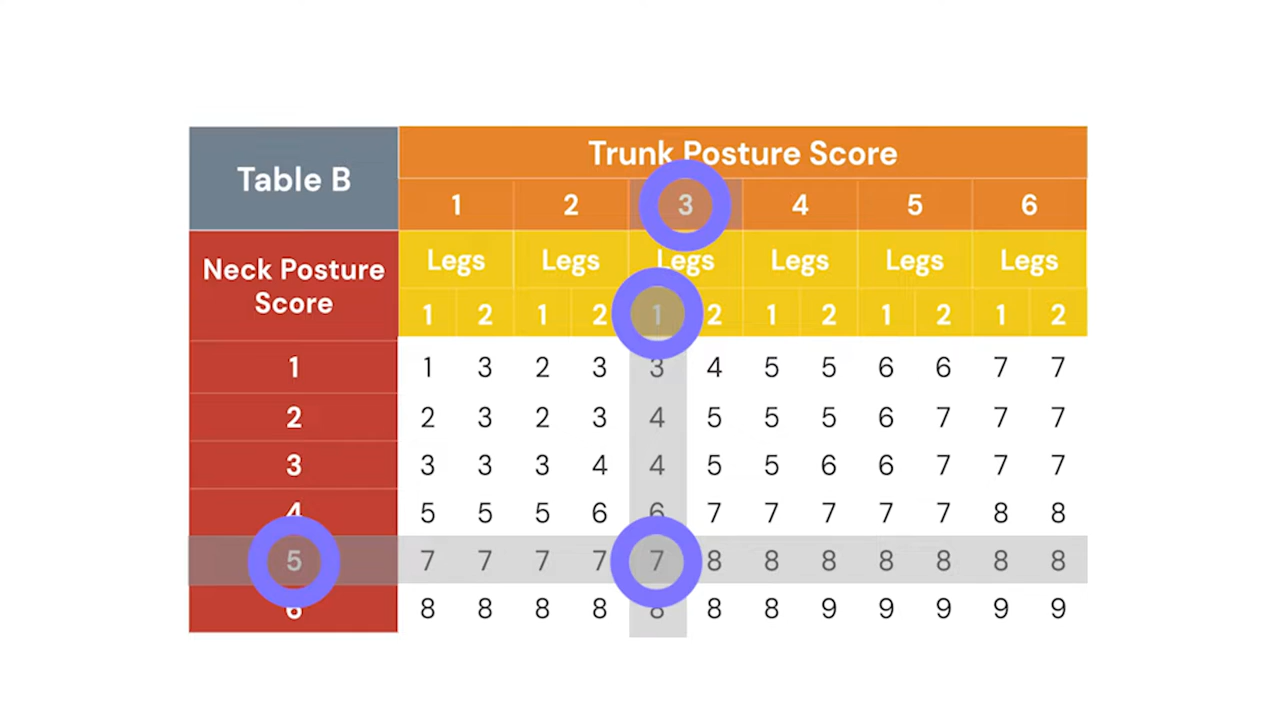 Table B
Trunk Posture Score
1 2 3 4 5 6
Neck Posture
Score
Legs Legs Legs Legs Legs Legs
1 2 1 2 1 2 1 2 1 2 1 2
1 1 3 2 3 3 4 5 5 6 6 7 7
2 2 3 2 3 4 5 5 5 6 7 7 7
3 3 3 3 4 4 5 5 6 6 7 7 7
4 5 5 5 6 6 7 7 7 7 7 8 8
5 7 7 7 7 7 8 8 8 8 8 8 8
6 8 8 8 8 8 8 8 9 9 9 9 9